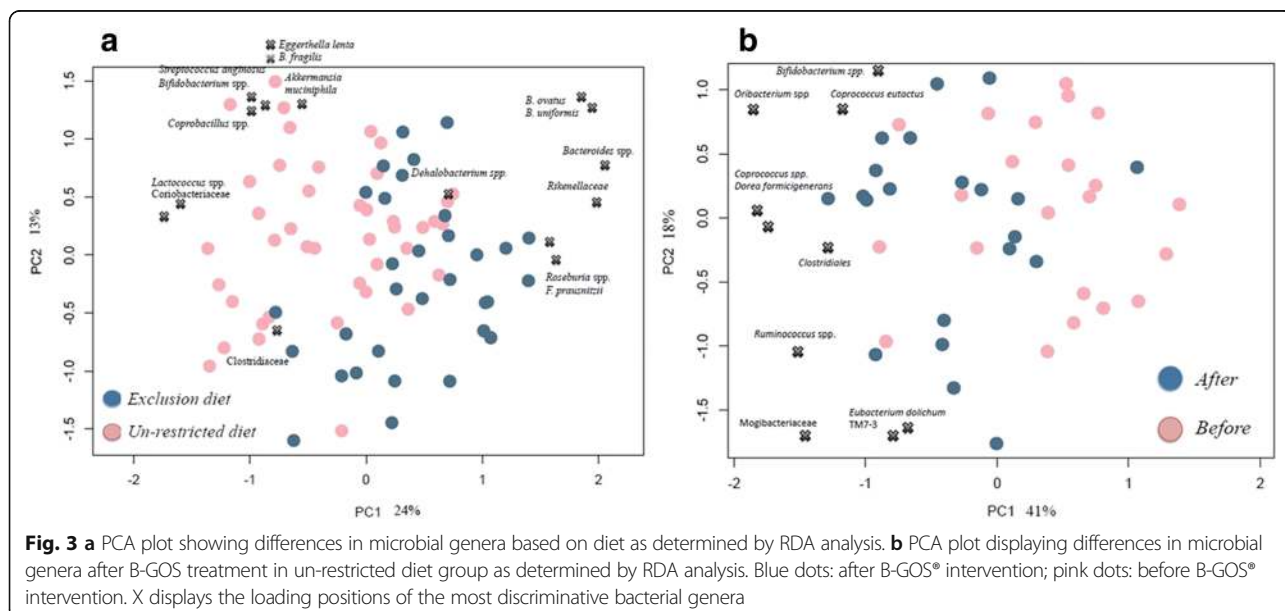 a
Eggerthella lenta
B. fragilis
Streptococcus anginosus
Bifidobacterium spp.
Akkermansia
muciniphila
Coprobacillus spp.
B. ovatus
B. uniformis
Bacteroides spp.
Dehalobacterium spp.
Rikenellaceae
Lactococcus spp.
Coriobacteriaceae
Roseburia spp.
F. prausnitzii
Clostridiaceae
Exclusion diet
Un-restricted diet
1.5
1.0
0.5
0.0
-0.5
-1.0
-1.5
PC2 13%
-2 -1 0 1 2
PC1 24%
b
Bifidobacterium spp.
Oribacterium spp
Coprococcus eutactus
Coprococcus spp.
Dorea formicigenerans
Clostridiales
Ruminococcus spp.
Mogibacteriaceae
Eubacterium dolichum
TM7-3
After
Before
1.0
0.5
0.0
-0.5
-1.0
-1.5
PC2 18%
-2 -1 0 1 2
PC1 41%
Fig. 3 a PCA plot showing differences in microbial genera based on diet as determined by RDA analysis. b PCA plot displaying differences in microbial
genera after B-GOS treatment in un-restricted diet group as determined by RDA analysis. Blue dots: after B-GOS® intervention; pink dots: before B-GOS®
intervention. X displays the loading positions of the most discriminative bacterial genera